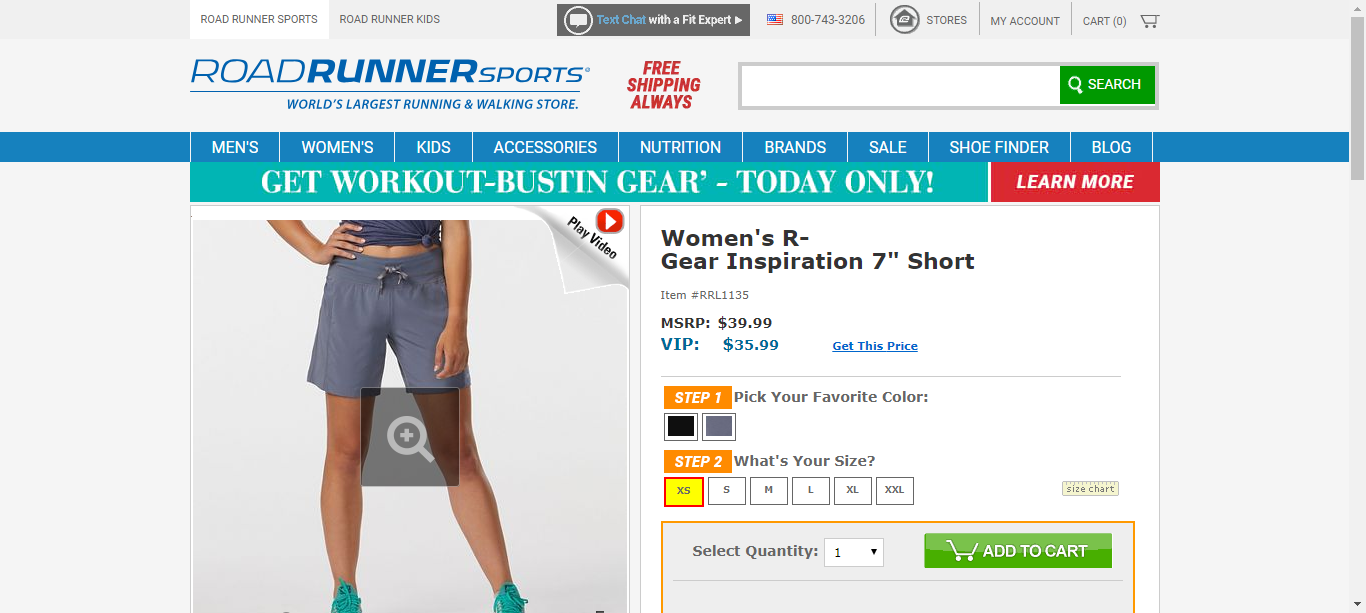 ROAD RUNNER SPORTS
ROAD RUNNER KIDS
Text Chat with a Fit Expert
800-743-3206
STORES
MY ACCOUNT
CART (0)
ROADRUNNERSPORTS®
WORLD'S LARGEST RUNNING & WALKING STORE.
FREE
SHIPPING
ALWAYS
SEARCH
MEN'S
WOMEN'S
KIDS
ACCESSORIES
NUTRITION
BRANDS
SALE
SHOE FINDER
BLOG
GET WORKOUT-BUSTIN GEAR' - TODAY ONLY!
LEARN MORE
Play Video
Women's R-
Gear Inspiration 7" Short
Item #RRL1135
MSRP: $39.99
VIP: $35.99
Get This Price
STEP 1 Pick Your Favorite Color:
STEP 2 What's Your Size?
XS S M L XL XXL
size chart
Select Quantity: 1
ADD TO CART